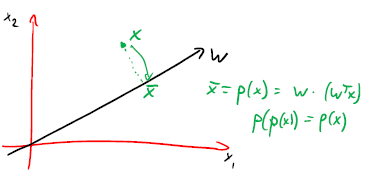 x₂
x
w
x̄
x̄ = p(x) = w · (wᵀx)
p(p(x)) = p(x)
x₁